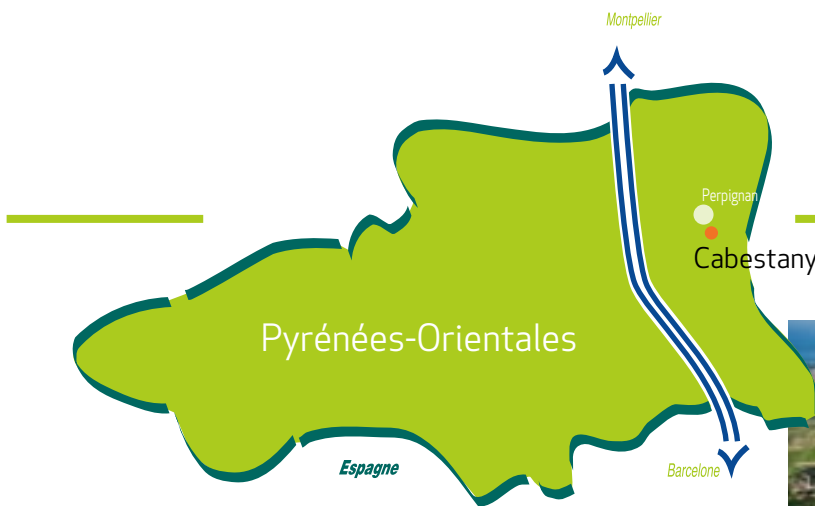 Montpellier
Perpignan
Cabestany
Pyrénées-Orientales
Espagne
Barcelone